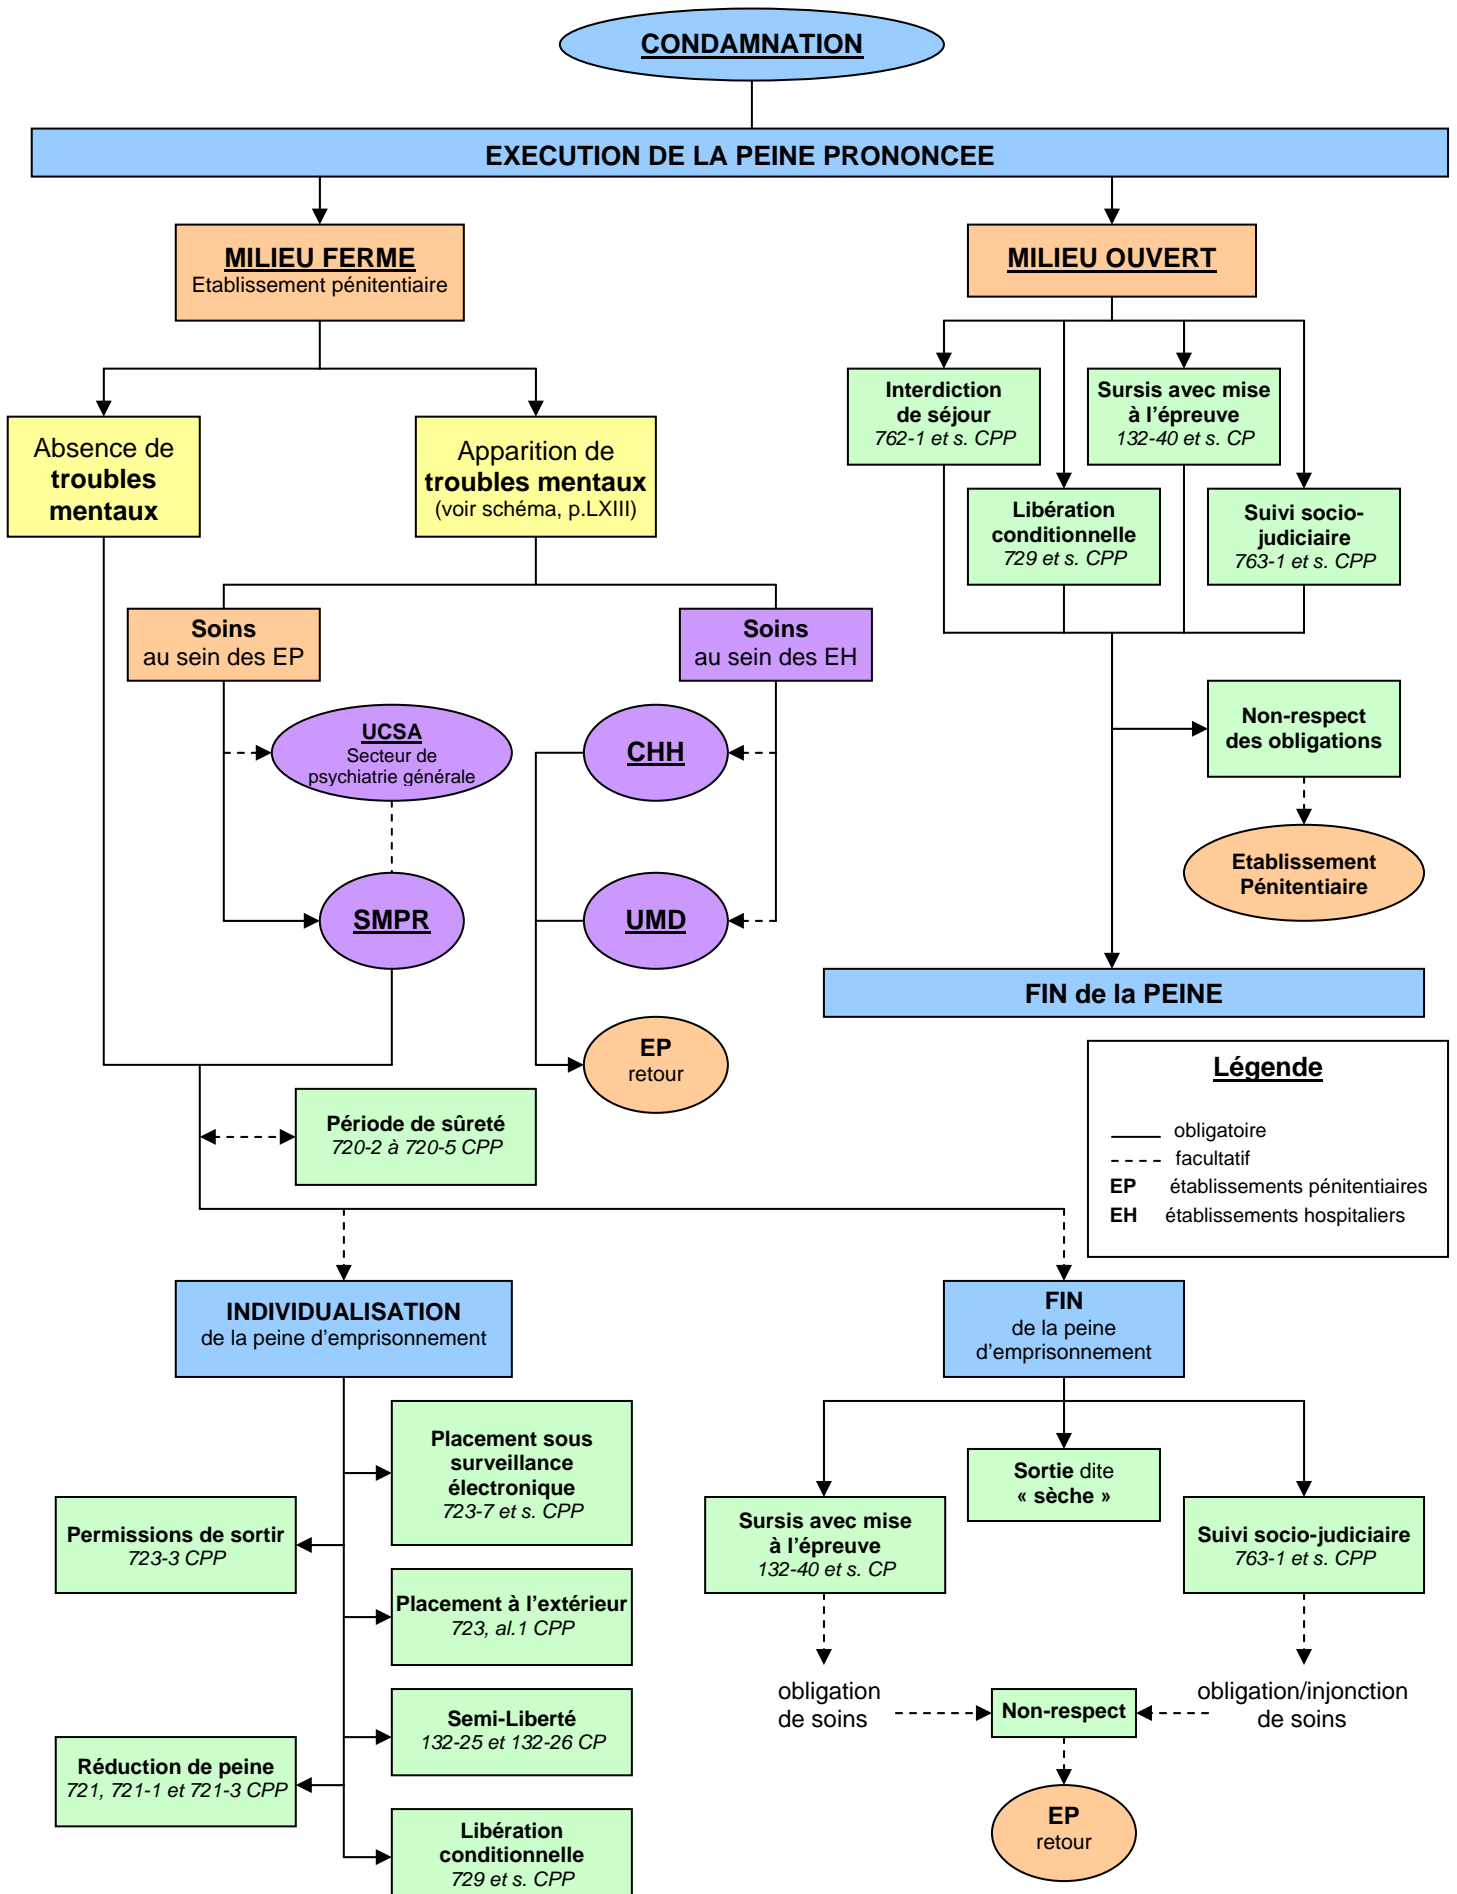 CONDAMNATION
EXECUTION DE LA PEINE PRONONCEE
MILIEU FERME
Etablissement pénitentiaire
MILIEU OUVERT
Interdiction
de séjour
762-1 et s. CPP
Sursis avec mise
à l'épreuve
132-40 et s. CP
Libération
conditionnelle
729 et s. CPP
Suivi socio-
judiciaire
763-1 et s. CPP
Absence de
troubles
mentaux
Apparition de
troubles mentaux
(voir schéma, p.LXIII)
Soins
au sein des EP
Soins
au sein des EH
UCSA
Secteur de
psychiatrie générale
CHH
SMPR
UMD
EP
retour
Non-respect
des obligations
Etablissement
Pénitentiaire
FIN de la PEINE
Légende
obligatoire
facultatif
EP établissements pénitentiaires
EH établissements hospitaliers
Période de sûreté
720-2 à 720-5 CPP
INDIVIDUALISATION
de la peine d'emprisonnement
FIN
de la peine
d'emprisonnement
Placement sous
surveillance
électronique
723-7 et s. CPP
Permissions de sortir
723-3 CPP
Placement à l'extérieur
723, al.1 CPP
Semi-Liberté
132-25 et 132-26 CP
Réduction de peine
721, 721-1 et 721-3 CPP
Libération
conditionnelle
729 et s. CPP
Sortie dite
« sèche »
Sursis avec mise
à l'épreuve
132-40 et s. CP
Suivi socio-judiciaire
763-1 et s. CPP
obligation
de soins
Non-respect
obligation/injonction
de soins
EP
retour